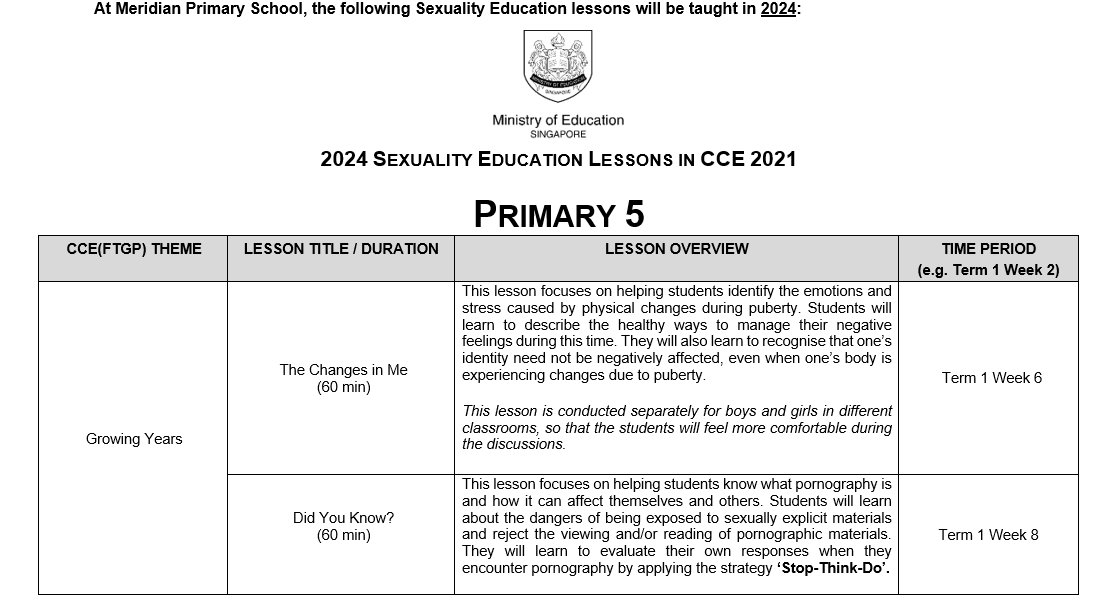 At Meridian Primary School, the following Sexuality Education lessons will be taught in 2024:
MINISTRY OF EDUCATION
SINGAPORE
Ministry of Education
SINGAPORE
2024 SEXUALITY EDUCATION LESSONS IN CCE 2021
PRIMARY 5
CCE(FTGP) THEME
LESSON TITLE / DURATION
LESSON OVERVIEW
TIME PERIOD
(e.g. Term 1 Week 2)
Growing Years
The Changes in Me
(60 min)
This lesson focuses on helping students identify the emotions and
stress caused by physical changes during puberty. Students will
learn to describe the healthy ways to manage their negative
feelings during this time. They will also learn to recognise that one’s
identity need not be negatively affected, even when one’s body is
experiencing changes due to puberty.
This lesson is conducted separately for boys and girls in different
classrooms, so that the students will feel more comfortable during
the discussions.
Term 1 Week 6
Did You Know?
(60 min)
This lesson focuses on helping students know what pornography is
and how it can affect themselves and others. Students will learn
about the dangers of being exposed to sexually explicit materials
and reject the viewing and/or reading of pornographic materials.
They will learn to evaluate their own responses when they
encounter pornography by applying the strategy ‘Stop-Think-Do’.
Term 1 Week 8